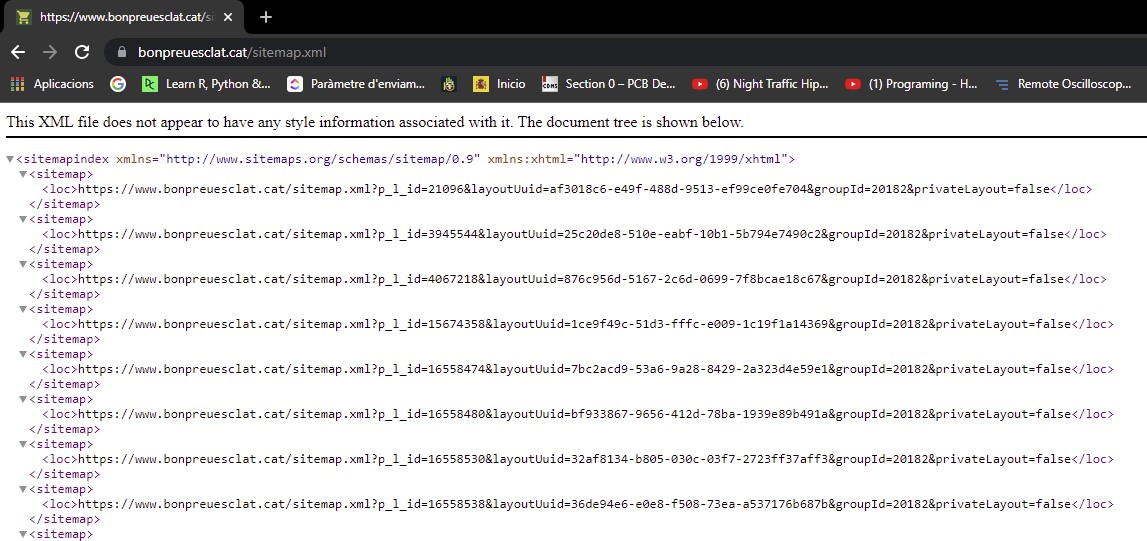 https://www.bonpreuesclat.cat/si
bonpreuesclat.cat/sitemap.xml
Aplicacions Learn R, Python &... Paràmetre d'enviam... Inicio CDMS Section 0 – PCB De... (6) Night Traffic Hip... (1) Programing - H... Remote Oscilloscop...
This XML file does not appear to have any style information associated with it. The document tree is shown below.
<sitemapindex xmlns="http://www.sitemaps.org/schemas/sitemap/0.9" xmlns:xhtml="http://www.w3.org/1999/xhtml">
<sitemap>
<loc>https://www.bonpreuesclat.cat/sitemap.xml?p_l_id=21096&layoutUuid=af3018c6-e49f-488d-9513-ef99ce0fe704&groupId=20182&privateLayout=false</loc>
</sitemap>
<sitemap>
<loc>https://www.bonpreuesclat.cat/sitemap.xml?p_l_id=3945544&layoutUuid=25c20de8-510e-eabf-10b1-5b794e7490c2&groupId=20182&privateLayout=false</loc>
</sitemap>
<sitemap>
<loc>https://www.bonpreuesclat.cat/sitemap.xml?p_l_id=4067218&layoutUuid=876c956d-5167-2c6d-0699-7f8bcae18c67&groupId=20182&privateLayout=false</loc>
</sitemap>
<sitemap>
<loc>https://www.bonpreuesclat.cat/sitemap.xml?p_l_id=15674358&layoutUuid=1ce9f49c-51d3-fffc-e009-1c19f1a14369&groupId=20182&privateLayout=false</loc>
</sitemap>
<sitemap>
<loc>https://www.bonpreuesclat.cat/sitemap.xml?p_l_id=16558474&layoutUuid=7bc2acd9-53a6-9a28-8429-2a323d4e59e1&groupId=20182&privateLayout=false</loc>
</sitemap>
<sitemap>
<loc>https://www.bonpreuesclat.cat/sitemap.xml?p_l_id=16558480&layoutUuid=bf933867-9656-412d-78ba-1939e89b491a&groupId=20182&privateLayout=false</loc>
</sitemap>
<sitemap>
<loc>https://www.bonpreuesclat.cat/sitemap.xml?p_l_id=16558530&layoutUuid=32af8134-b805-030c-03f7-2723ff37aff3&groupId=20182&privateLayout=false</loc>
</sitemap>
<sitemap>
<loc>https://www.bonpreuesclat.cat/sitemap.xml?p_l_id=16558538&layoutUuid=36de94e6-e0e8-f508-73ea-a537176b687b&groupId=20182&privateLayout=false</loc>
</sitemap>
<sitemap>